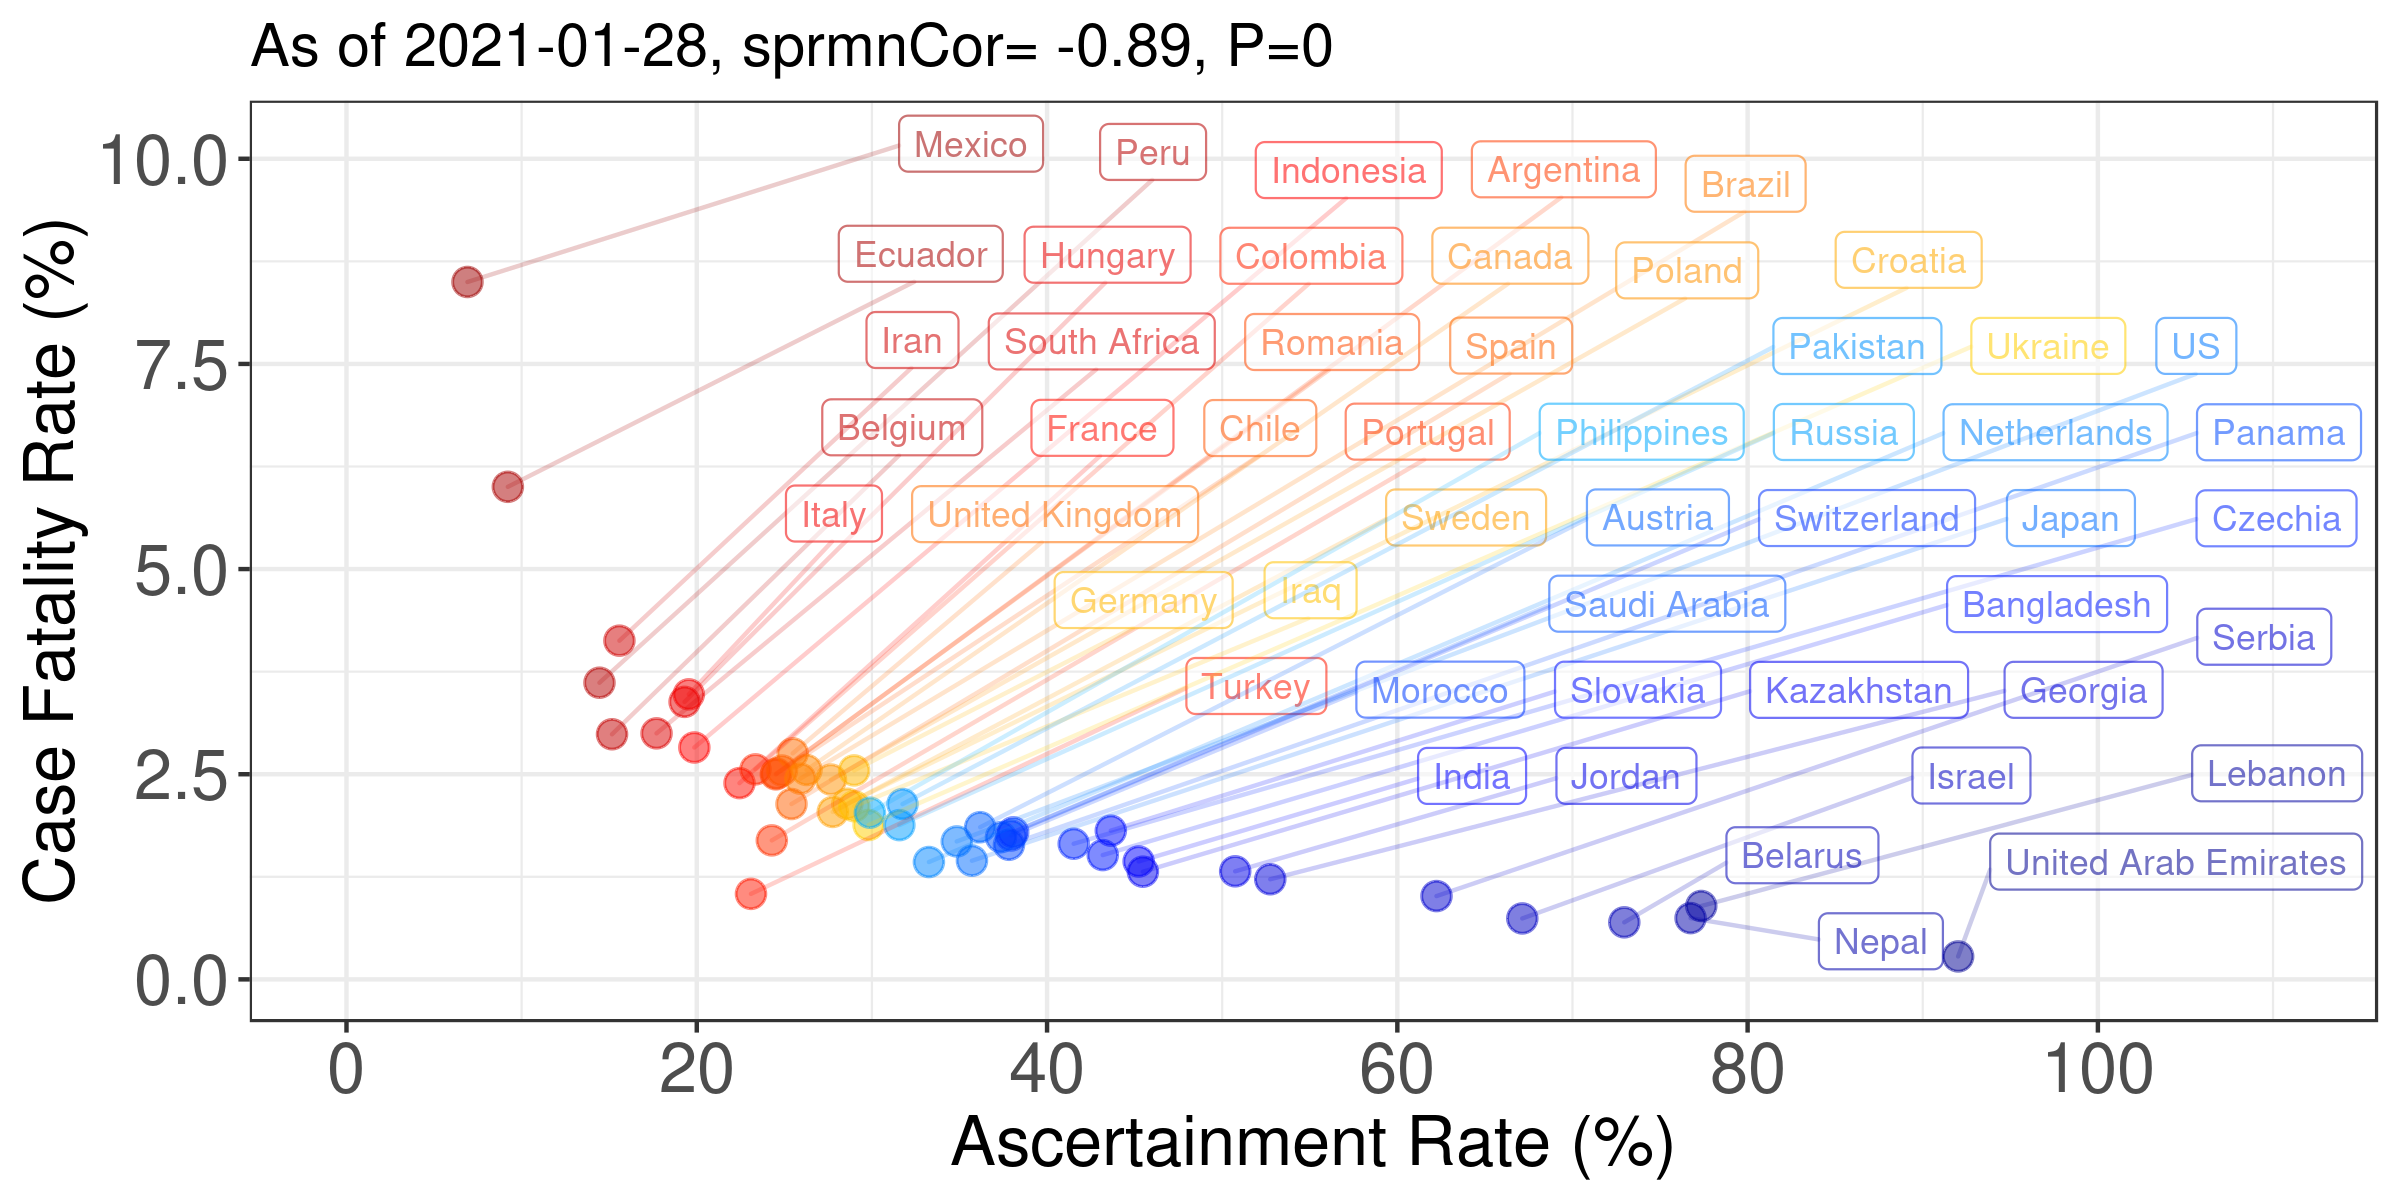 As of 2021-01-28, sprmnCor= -0.89, P=0
Case Fatality Rate (%)
10.0
7.5
5.0
2.5
0.0
Mexico
Peru
Indonesia
Argentina
Brazil
Ecuador
Hungary
Colombia
Canada
Poland
Croatia
Iran
South Africa
Romania
Spain
Pakistan
Ukraine
US
Belgium
France
Chile
Portugal
Philippines
Russia
Netherlands
Panama
Italy
United Kingdom
Sweden
Austria
Switzerland
Japan
Czechia
Germany
Iraq
Saudi Arabia
Bangladesh
Serbia
Turkey
Morocco
Slovakia
Kazakhstan
Georgia
India
Jordan
Israel
Lebanon
Belarus
United Arab Emirates
Nepal
0 20 40 60 80 100
Ascertainment Rate (%)